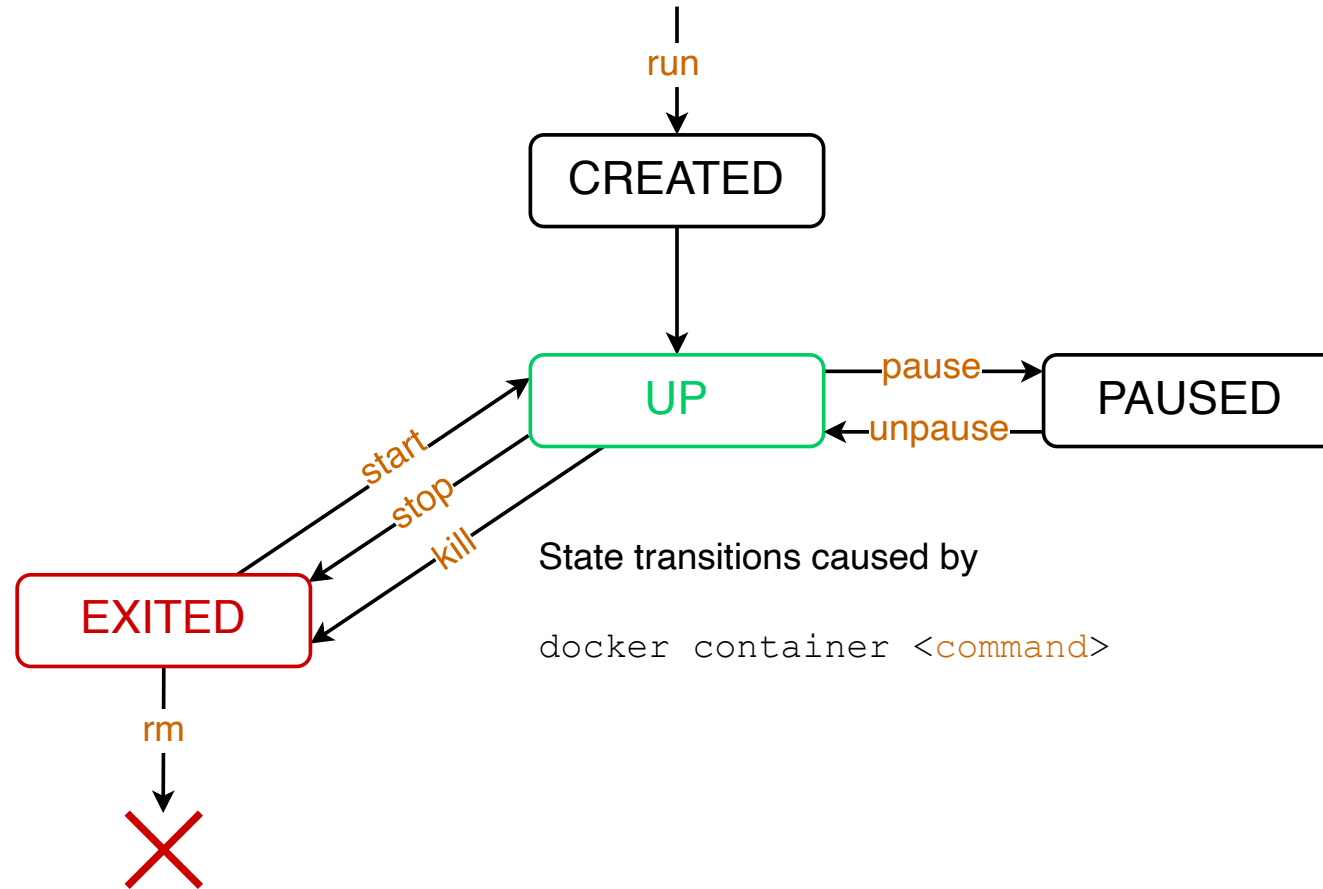 run
CREATED
UP
pause
unpause
PAUSED
start
stop
kill
State transitions caused by
EXITED
docker container <command>
rm